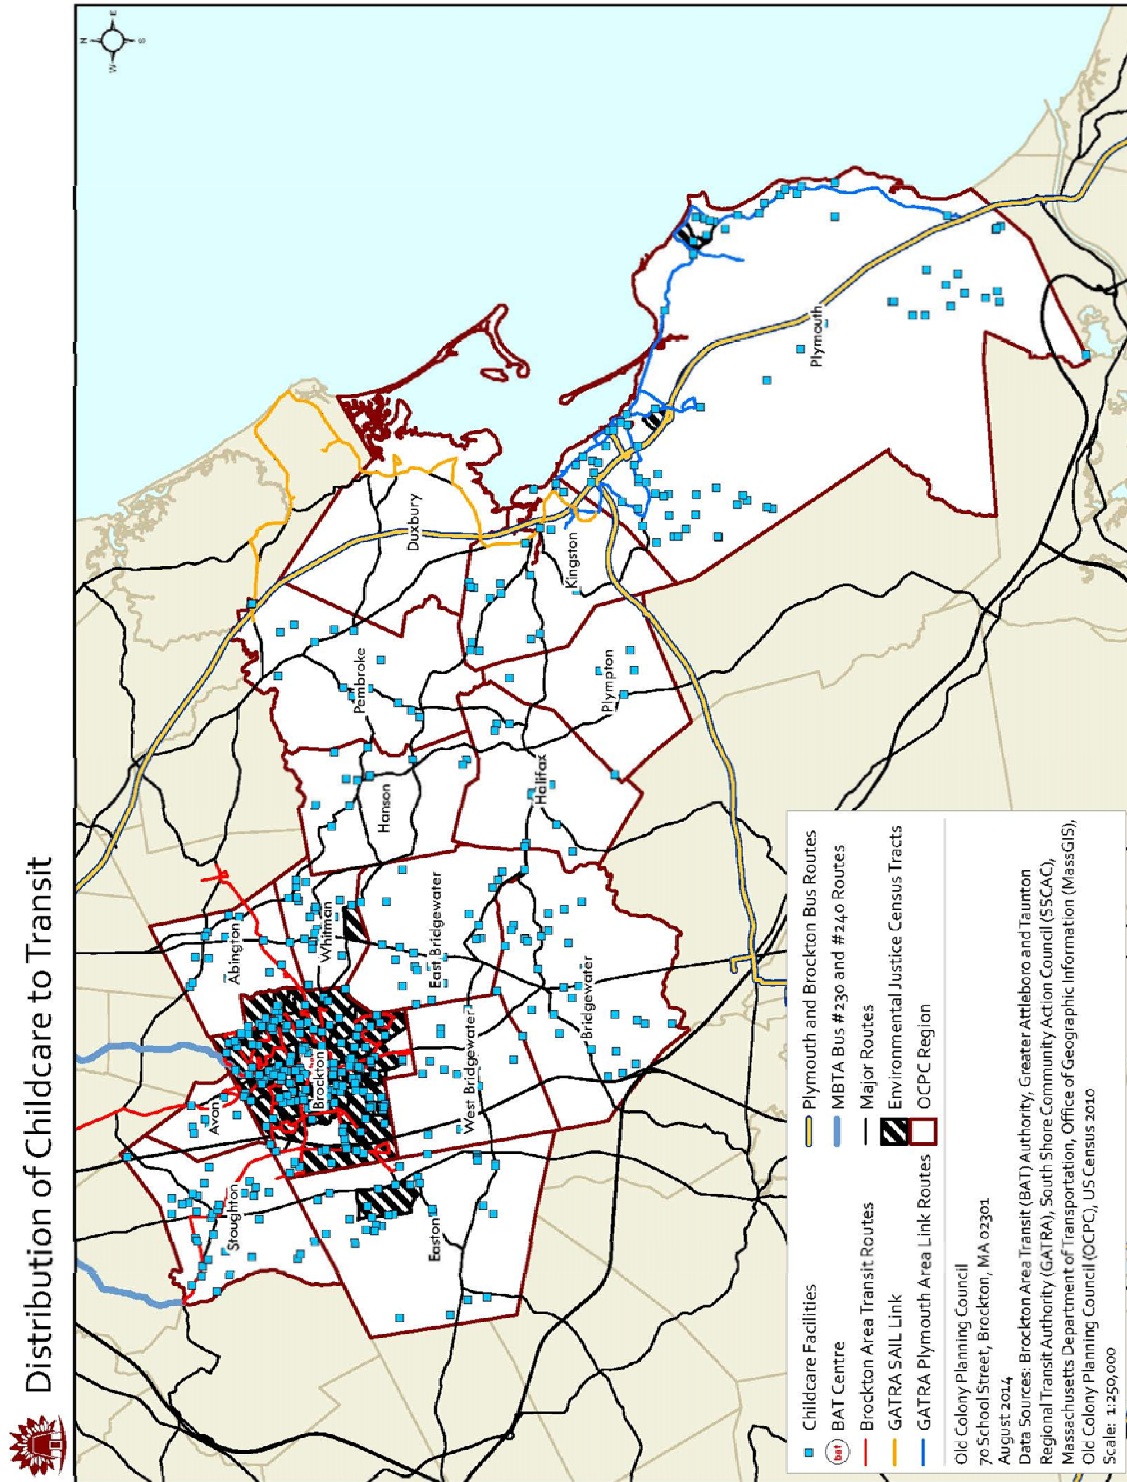 Distribution of Childcare to Transit
N
W
E
S
Stoughton
Avon
Abington
Brockton
Whitman
Easton
West Bridgewater
East Bridgewater
Bridgewater
Hanson
Pembroke
Duxbury
Halifax
Plympton
Kingston
Plymouth
Childcare Facilities
bat BAT Centre
Brockton Area Transit Routes
GATRA SAIL Link
GATRA Plymouth Area Link Routes
Plymouth and Brockton Bus Routes
MBTA Bus #230 and #240 Routes
Major Routes
Environmental Justice Census Tracts
OCPC Region
Old Colony Planning Council
70 School Street, Brockton, MA 02301
August 2014
Data Sources: Brockton Area Transit (BAT) Authority, Greater Attleboro and Taunton
Regional Transit Authority (GATRA), South Shore Community Action Council (SSCAC),
Massachusetts Department of Transportation, Office of Geographic Information (MassGIS),
Old Colony Planning Council (OCPC), US Census 2010
Scale: 1:250,000